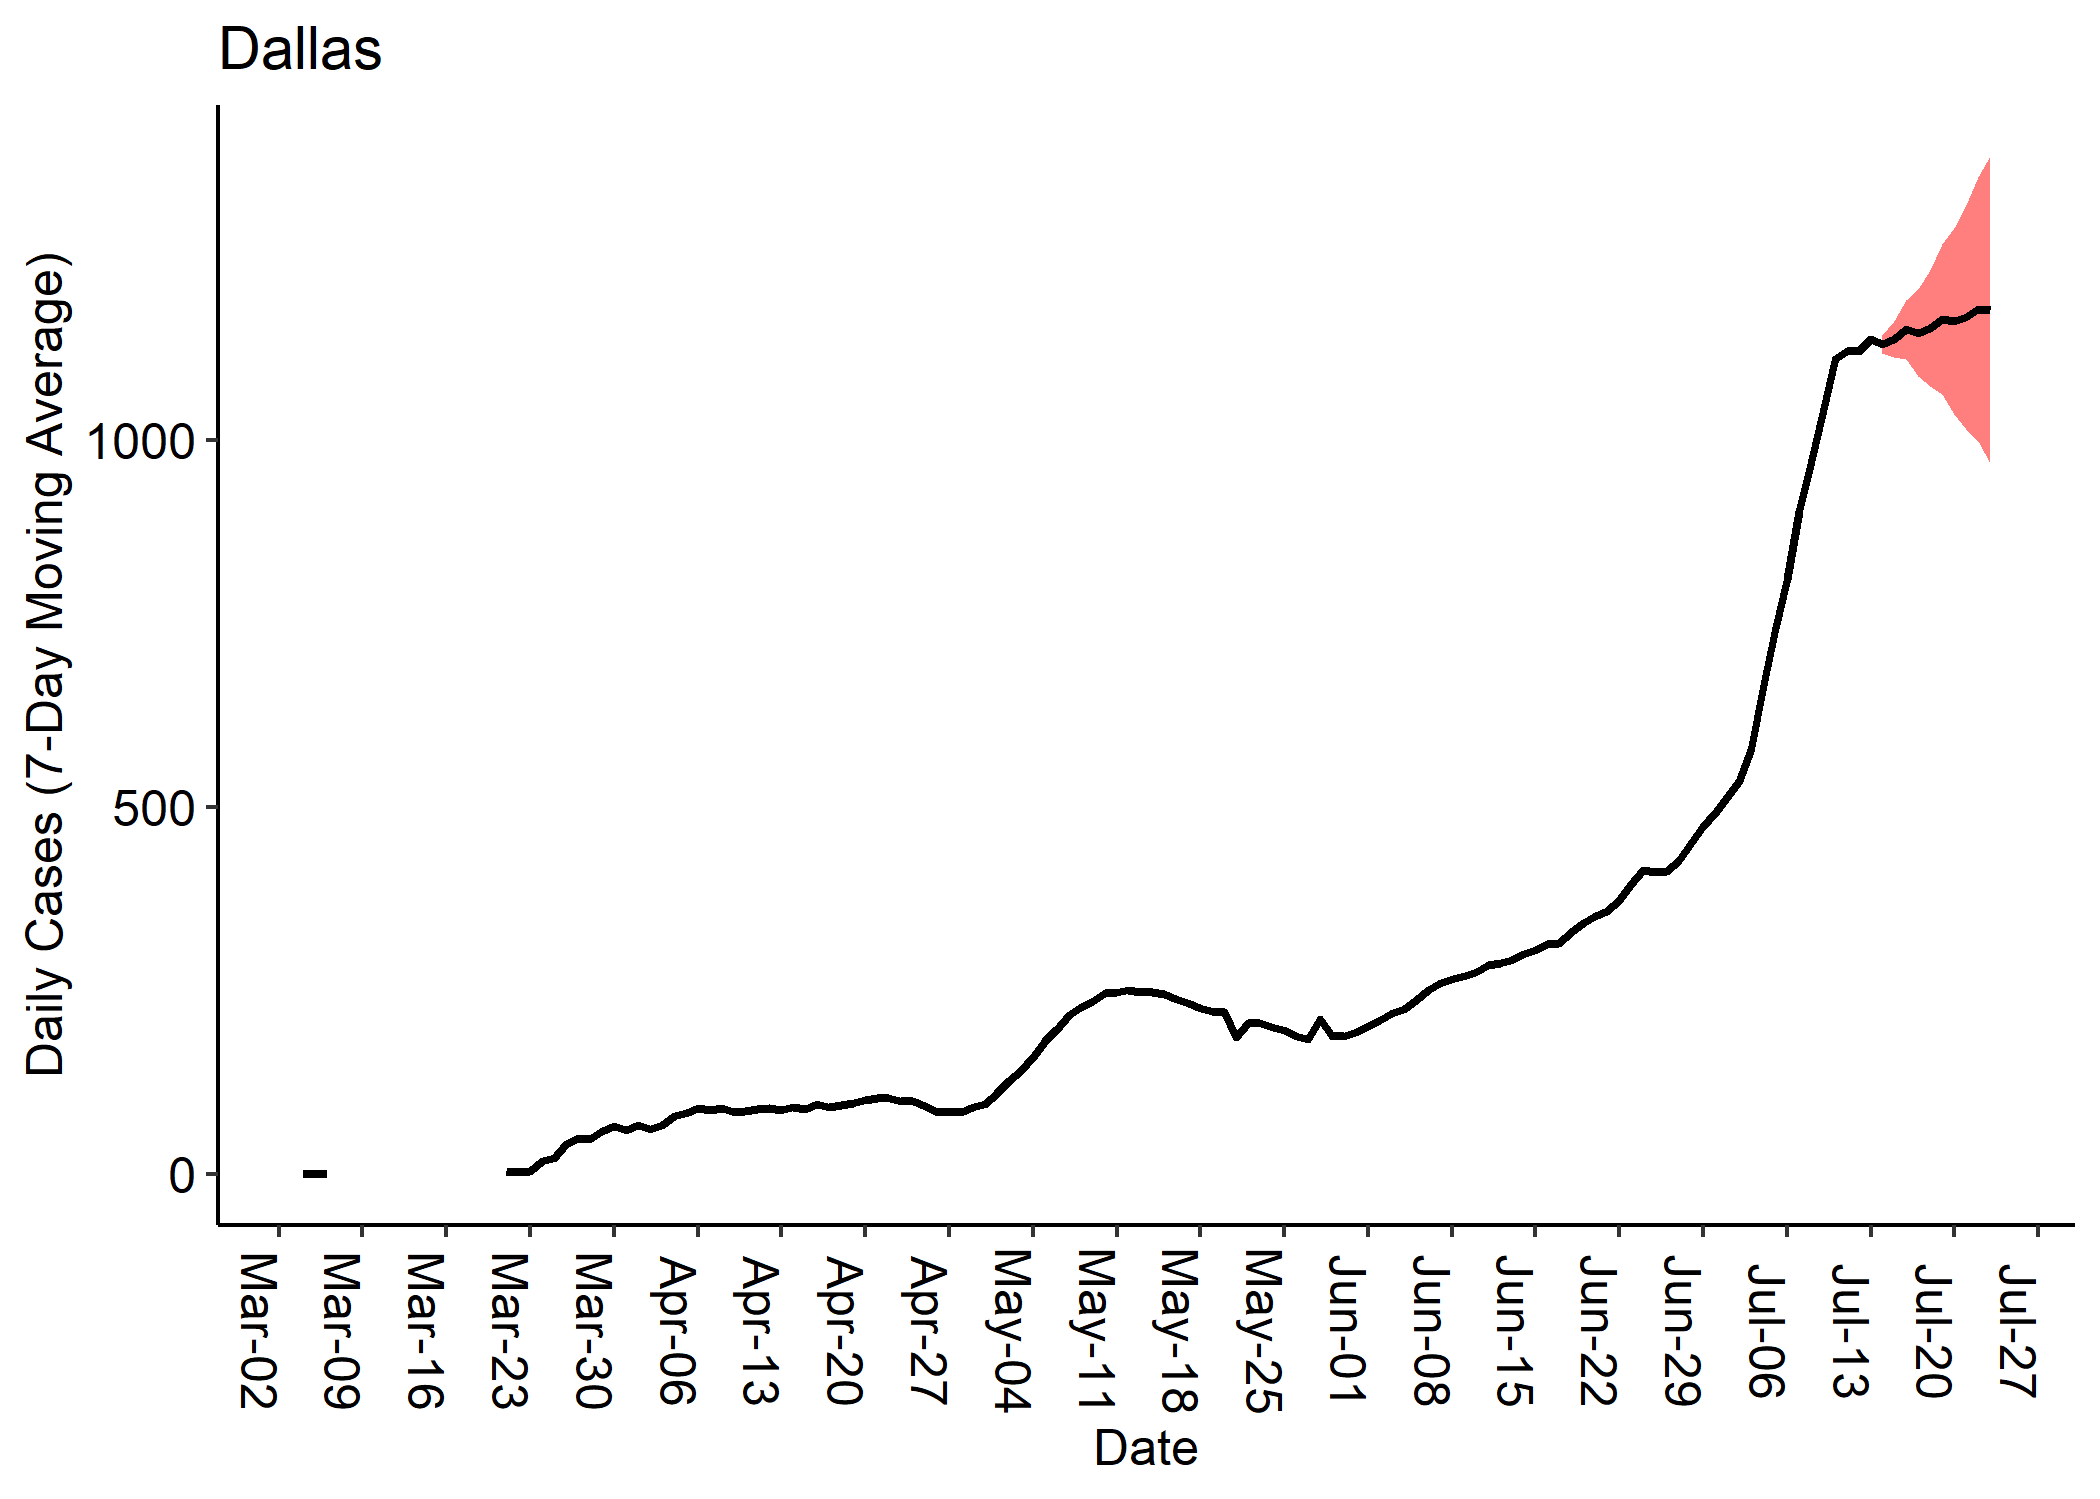 Dallas
Daily Cases (7-Day Moving Average)
1000
500
0
Mar-02
Mar-09
Mar-16
Mar-23
Mar-30
Apr-06
Apr-13
Apr-20
Apr-27
May-04
May-11
May-18
May-25
Jun-01
Jun-08
Jun-15
Jun-22
Jun-29
Jul-06
Jul-13
Jul-20
Jul-27
Date